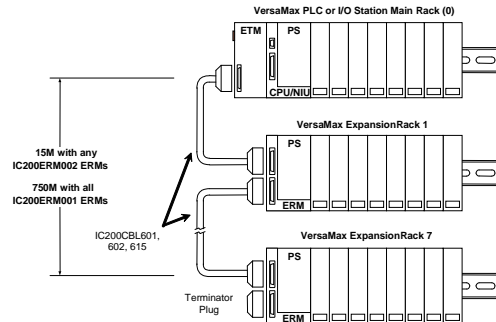 VersaMax PLC or I/O Station Main Rack (0)
ETM
PS
CPU/NIU
15M with any
IC200ERM002 ERMs
750M with all
IC200ERM001 ERMs
VersaMax ExpansionRack 1
PS
ERM
IC200CBL601,
602, 615
VersaMax ExpansionRack 7
PS
Terminator
Plug
ERM